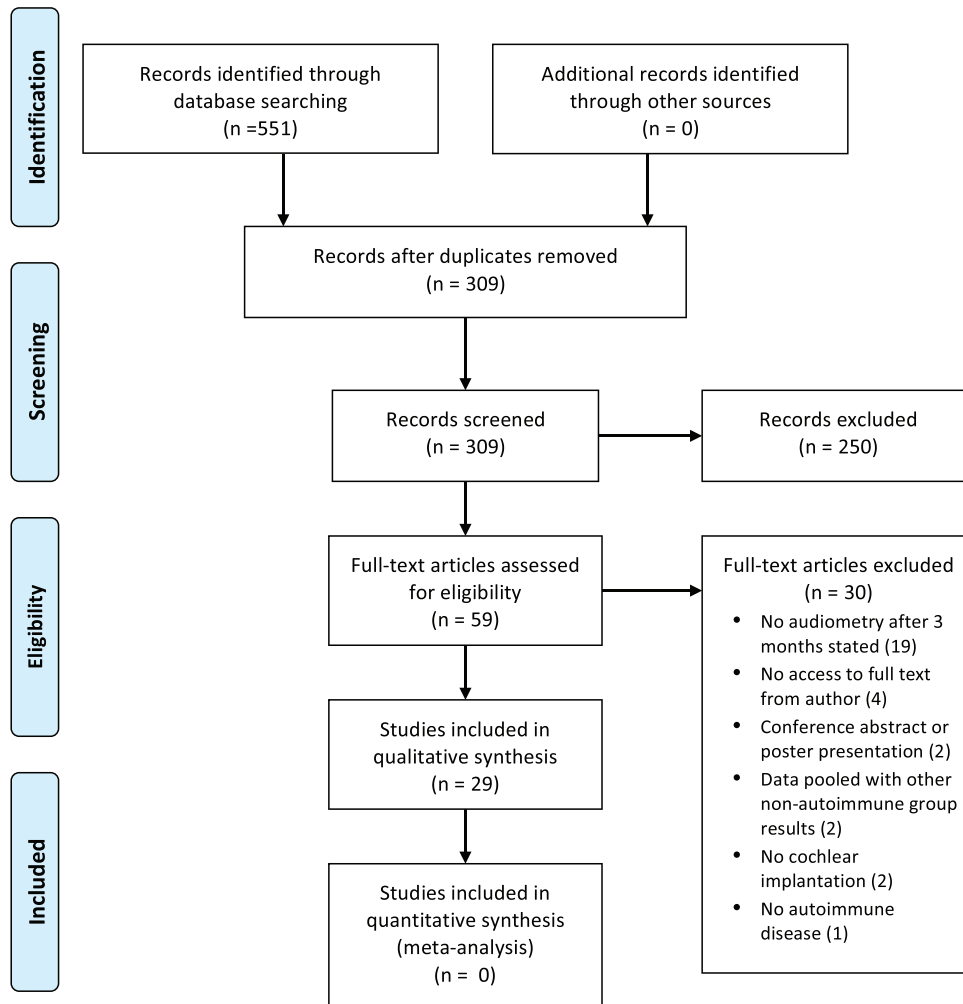 Identification
Records identified through
database searching
(n =551)
Additional records identified
through other sources
(n = 0)
Records after duplicates removed
(n = 309)
Screening
Records screened
(n = 309)
Records excluded
(n = 250)
Eligibility
Full-text articles assessed
for eligibility
(n = 59)
Full-text articles excluded
(n = 30)
• No audiometry after 3
months stated (19)
• No access to full text
from author (4)
• Conference abstract or
poster presentation (2)
• Data pooled with other
non-autoimmune group
results (2)
• No cochlear
implantation (2)
• No autoimmune
disease (1)
Studies included in
qualitative synthesis
(n = 29)
Included
Studies included in
quantitative synthesis
(meta-analysis)
(n =  0)